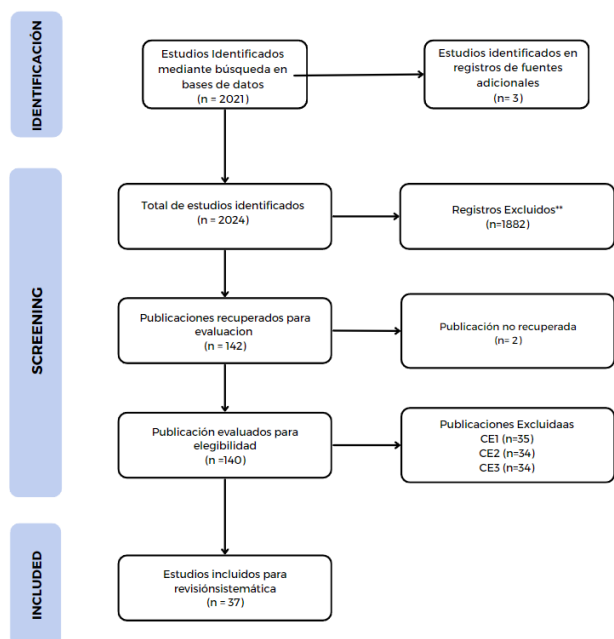 IDENTIFICACIÓN
Estudios Identificados
mediante búsqueda en
bases de datos
(n = 2021)
Estudios identificados en
registros de fuentes
adicionales
(n= 3)
SCREENING
Total de estudios identificados
(n = 2024)
Registros Excluidos**
(n=1882)
Publicaciones recuperados para
evaluacion
(n = 142)
Publicación no recuperada
(n= 2)
Publicación evaluados para
elegibilidad
(n =140)
Publicaciones Excluidaas
CE1 (n=35)
CE2 (n=34)
CE3 (n=34)
INCLUDED
Estudios incluidos para
revisiónsistemática
(n = 37)